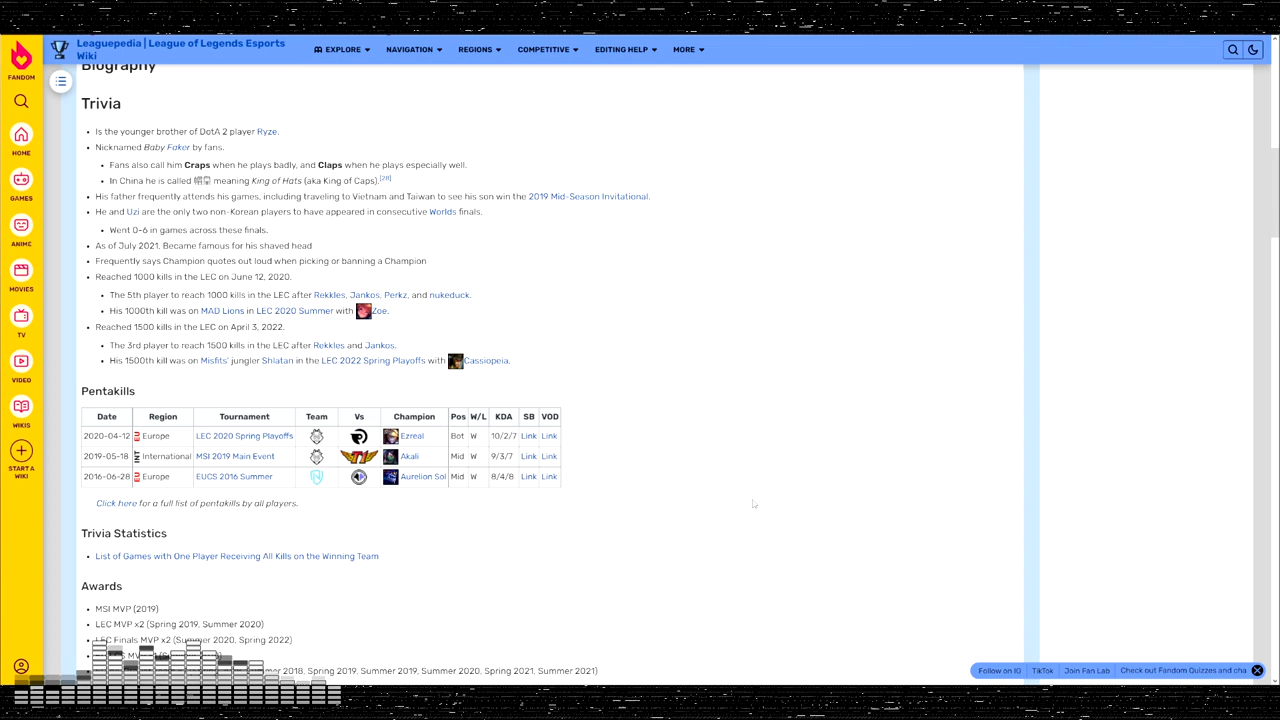 Leaguepedia | League of Legends Esports
Wiki
EXPLORE
NAVIGATION
REGIONS
COMPETITIVE
EDITING HELP
MORE
FANDOM
HOME
GAMES
ANIME
MOVIES
TV
VIDEO
WIKIS
START A
WIKI
Biography
Trivia
Is the younger brother of DotA 2 player Ryze.
Nicknamed Baby Faker by fans.
Fans also call him Craps when he plays badly, and Claps when he plays especially well.
In China he is called 帽皇 meaning King of Hats (aka King of Caps).[28]
His father frequently attends his games, including traveling to Vietnam and Taiwan to see his son win the 2019 Mid-Season Invitational.
He and Uzi are the only two non-Korean players to have appeared in consecutive Worlds finals.
Went 0-6 in games across these finals.
As of July 2021. Became famous for his shaved head
Frequently says Champion quotes out loud when picking or banning a Champion
Reached 1000 kills in the LEC on June 12, 2020.
The 5th player to reach 1000 kills in the LEC after Rekkles, Jankos, Perkz, and nukeduck.
His 1000th kill was on MAD Lions in LEC 2020 Summer with Zoe.
Reached 1500 kills in the LEC on April 3, 2022.
The 3rd player to reach 1500 kills in the LEC after Rekkles and Jankos.
His 1500th kill was on Misfits' jungler Shlatan in the LEC 2022 Spring Playoffs with Cassiopeia.
Pentakills
Date Region Tournament Team Vs Champion Pos W/L KDA SB VOD
2020-04-12 Europe LEC 2020 Spring Playoffs Ezreal Bot W 10/2/7 Link Link
2019-05-18 International MSI 2019 Main Event Akali Mid W 9/3/7 Link Link
2016-06-28 Europe EUCS 2016 Summer Aurelion Sol Mid W 8/4/8 Link Link
Click here for a full list of pentakills by all players.
Trivia Statistics
List of Games with One Player Receiving All Kills on the Winning Team
Awards
MSI MVP (2019)
LEC MVP x2 (Spring 2019, Summer 2020)
LEC Finals MVP x2 (Summer 2020, Spring 2022)
2018, Spring 2019, Summer 2019, Summer 2020, Spring 2021, Summer 2021)
Follow on IG
TikTok
Join Fan Lab
Check out Fandom Quizzes and cha